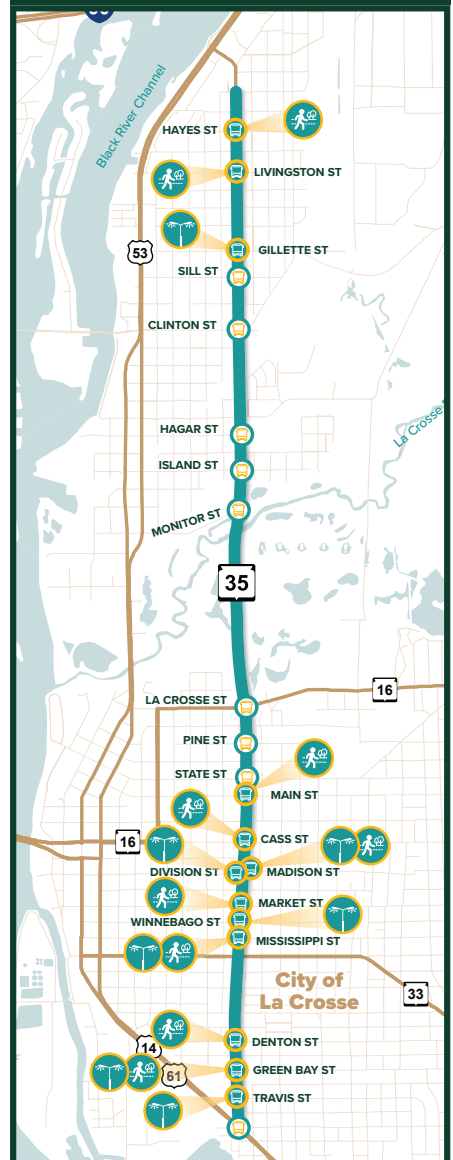 Black River Channel
HAYES ST
LIVINGSTON ST
53
GILLETTE ST
SILL ST
CLINTON ST
La Crosse
HAGAR ST
ISLAND ST
MONITOR ST
35
LA CROSSE ST
16
PINE ST
STATE ST
MAIN ST
16
CASS ST
DIVISION ST
MADISON ST
MARKET ST
WINNEBAGO ST
MISSISSIPPI ST
City of
La Crosse
33
DENTON ST
14
GREEN BAY ST
61
TRAVIS ST